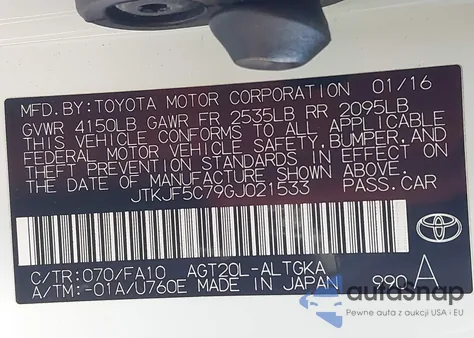 MFD. BY: TOYOTA MOTOR CORPORATION 01/16
GVWR 4150LB GAWR FR 2535LB RR 2095LB
THIS VEHICLE CONFORMS TO ALL APPLICABLE
FEDERAL MOTOR VEHICLE SAFETY, BUMPER, AND
THEFT PREVENTION STANDARDS IN EFFECT ON
THE DATE OF MANUFACTURE SHOWN ABOVE.
JTKJF5C79GJ021533 PASS. CAR
TOYOTA
C/TR: 070/FA10 AGT20L-ALTGKA
A/TM: -01A/U760E MADE IN JAPAN 990 A
autoSnap
Pewne auta z aukcji USA i EU